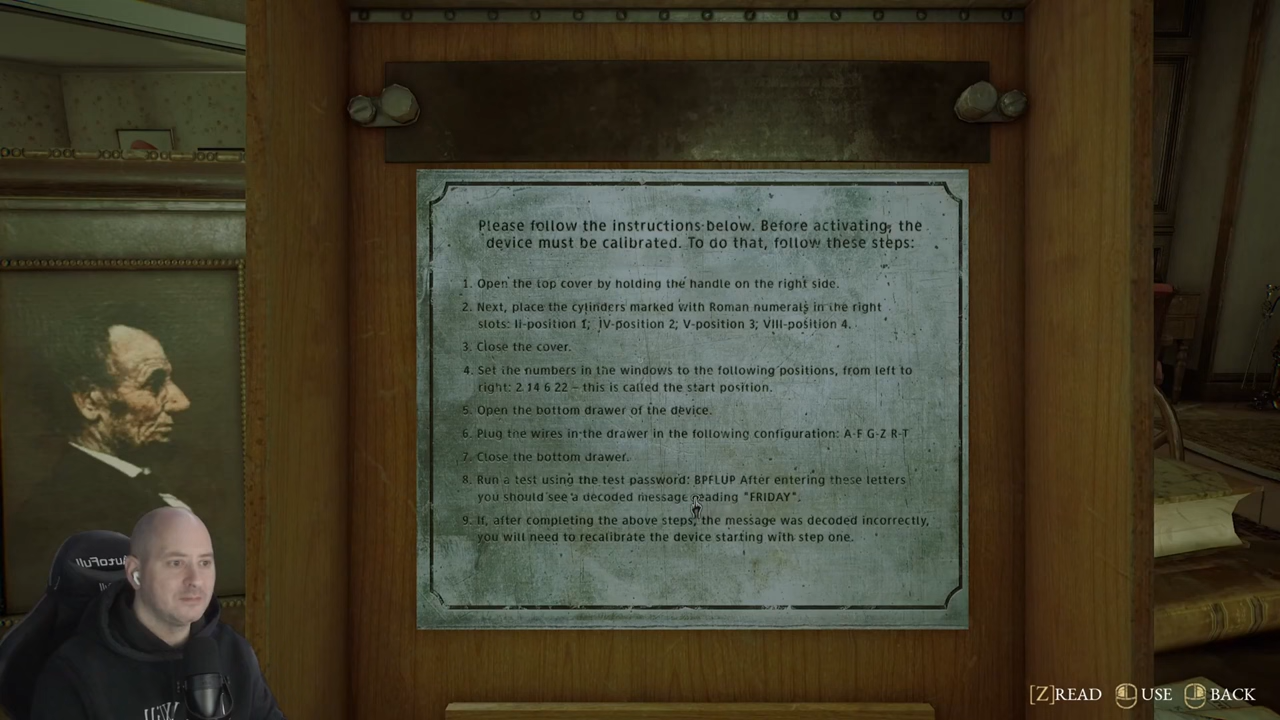 Please follow the instructions below. Before activating, the
device must be calibrated. To do that, follow these steps:
1. Open the top cover by holding the handle on the right side.
2. Next, place the cylinders marked with Roman numerals in the right
slots: II-position 1; IV-position 2; V-position 3; VIII-position 4.
3. Close the cover.
4. Set the numbers in the windows to the following positions, from left to
right: 2 14 6 22 – this is called the start position.
5. Open the bottom drawer of the device.
6. Plug the wires in the drawer in the following configuration: A-F G-Z R-T
7. Close the bottom drawer.
8. Run a test using the test password: BPFLUP After entering these letters
you should see a decoded message reading "FRIDAY".
9. If, after completing the above steps, the message was decoded incorrectly,
you will need to recalibrate the device starting with step one.
AutoFull
[Z]READ USE BACK